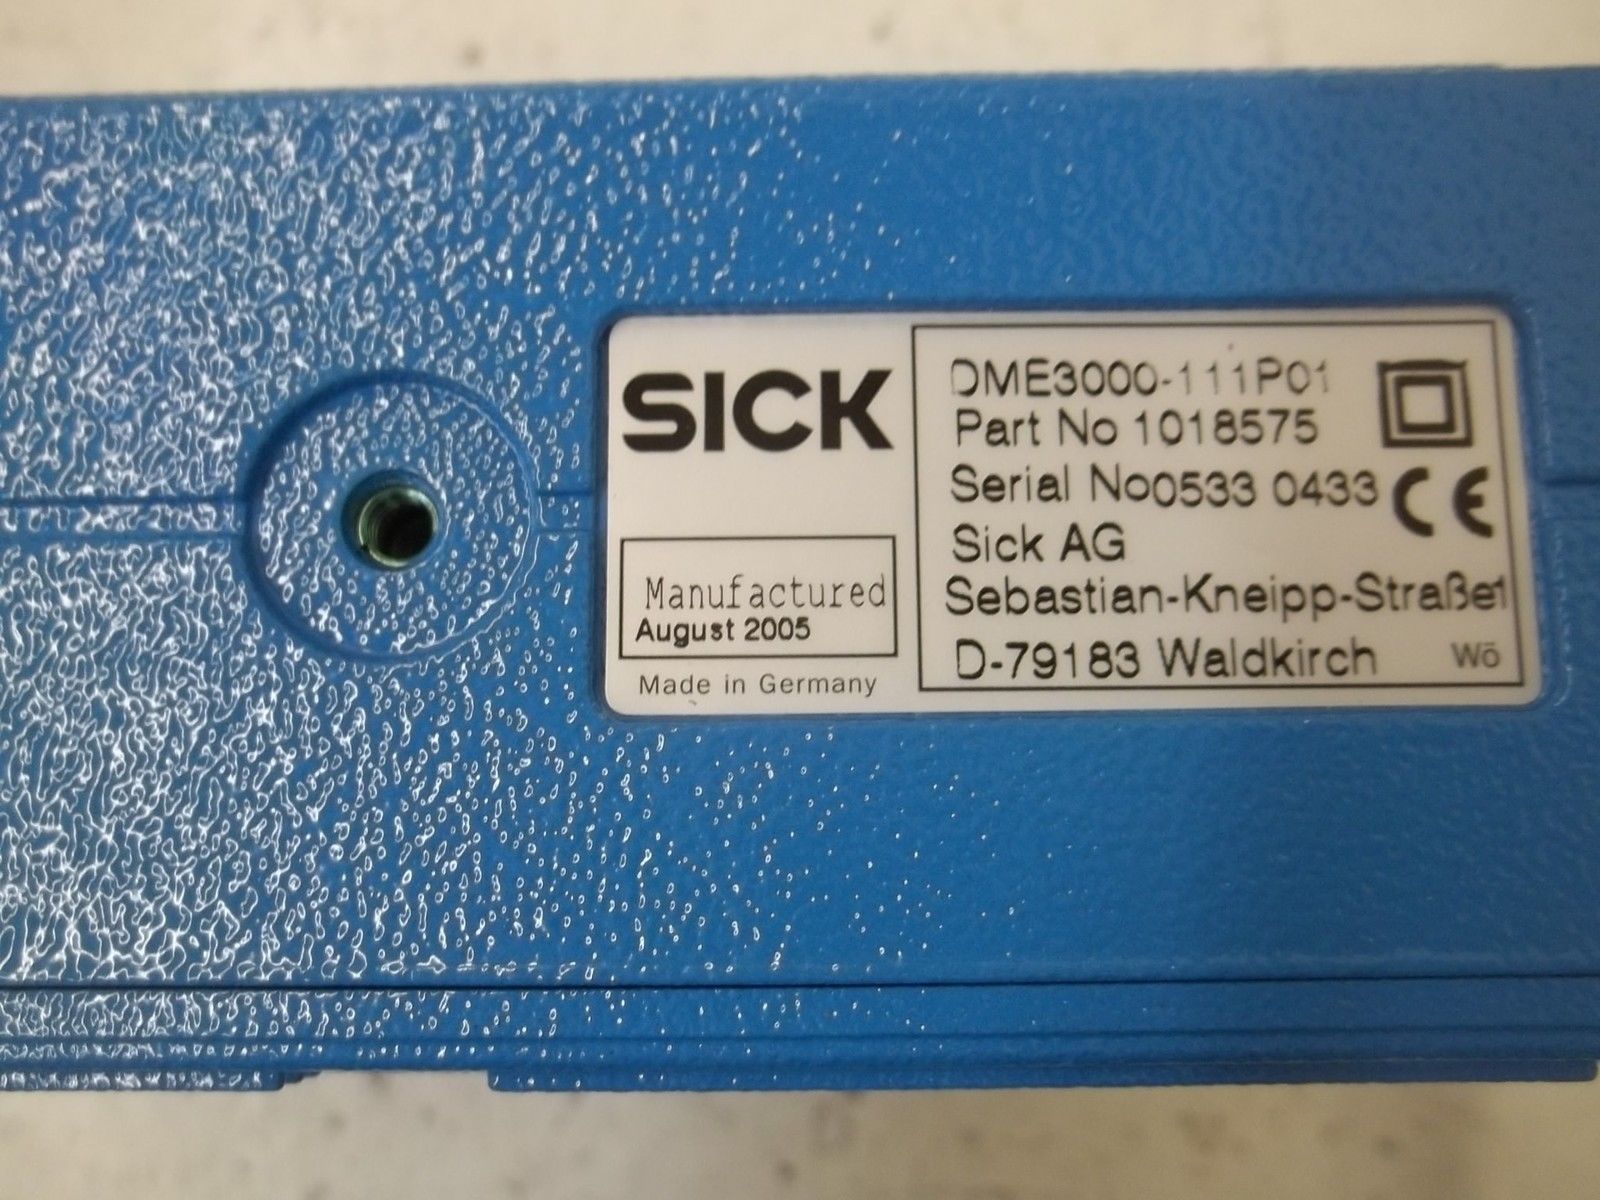 SICK
Manufactured
August 2005
Made in Germany
DME3000-111P01
Part No 1018575
Serial No0533 0433
CE
Sick AG
Sebastian-Kneipp-Straße1
D-79183 Waldkirch
Wö